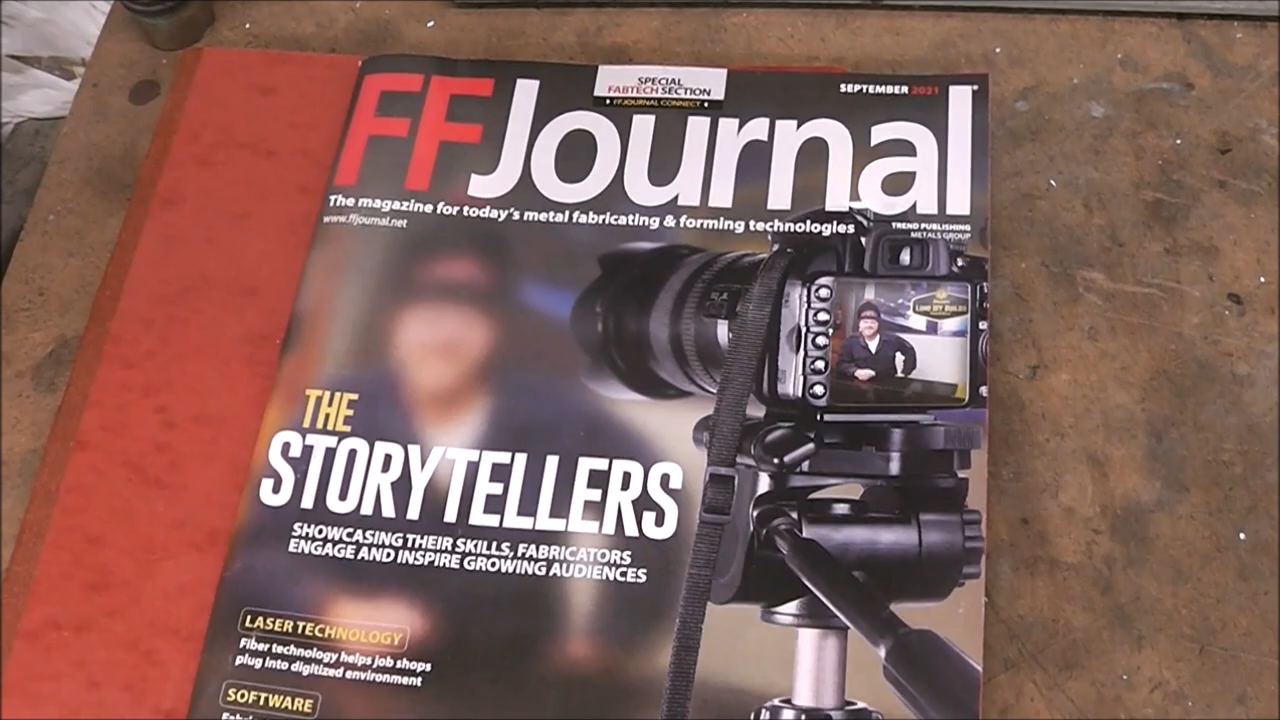 SPECIAL
FABTECH SECTION
FFJOURNAL CONNECT
SEPTEMBER 2021
FFJournal
The magazine for today's metal fabricating & forming technologies
www.ffjournal.net
TREND PUBLISHING
METALS GROUP
THE
STORYTELLERS
SHOWCASING THEIR SKILLS, FABRICATORS
ENGAGE AND INSPIRE GROWING AUDIENCES
LASER TECHNOLOGY
Fiber technology helps job shops
plug into digitized environment
SOFTWARE